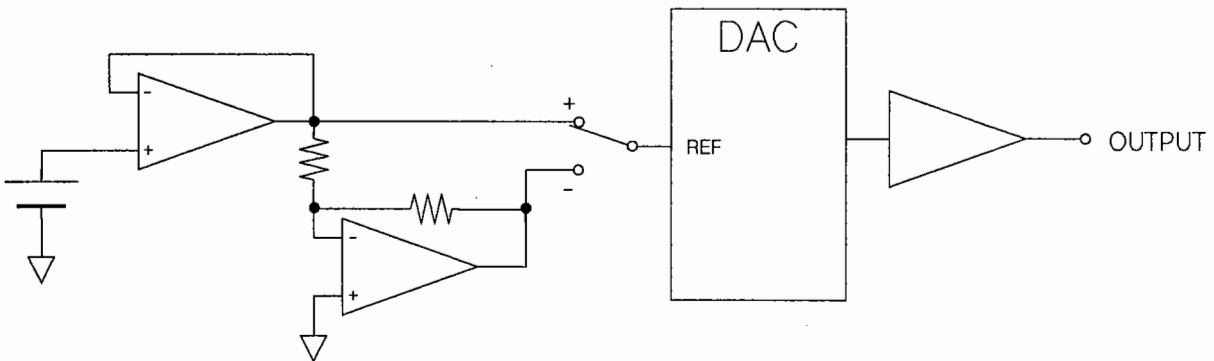 DAC
-
+
+
REF
OUTPUT
-
-
+